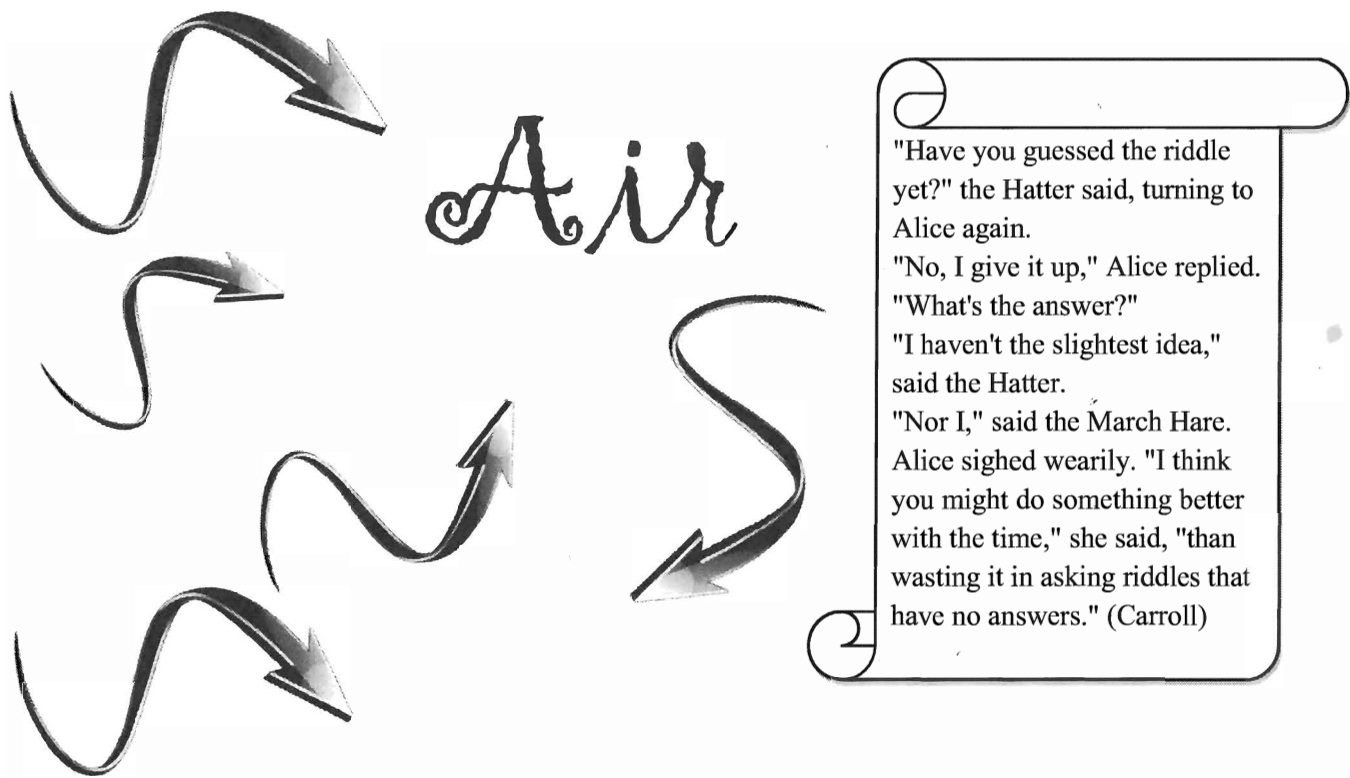 Air
"Have you guessed the riddle
yet?" the Hatter said, turning to
Alice again.
"No, I give it up," Alice replied.
"What's the answer?"
"I haven't the slightest idea,"
said the Hatter.
"Nor I," said the March Hare.
Alice sighed wearily. "I think
you might do something better
with the time," she said, "than
wasting it in asking riddles that
have no answers." (Carroll)